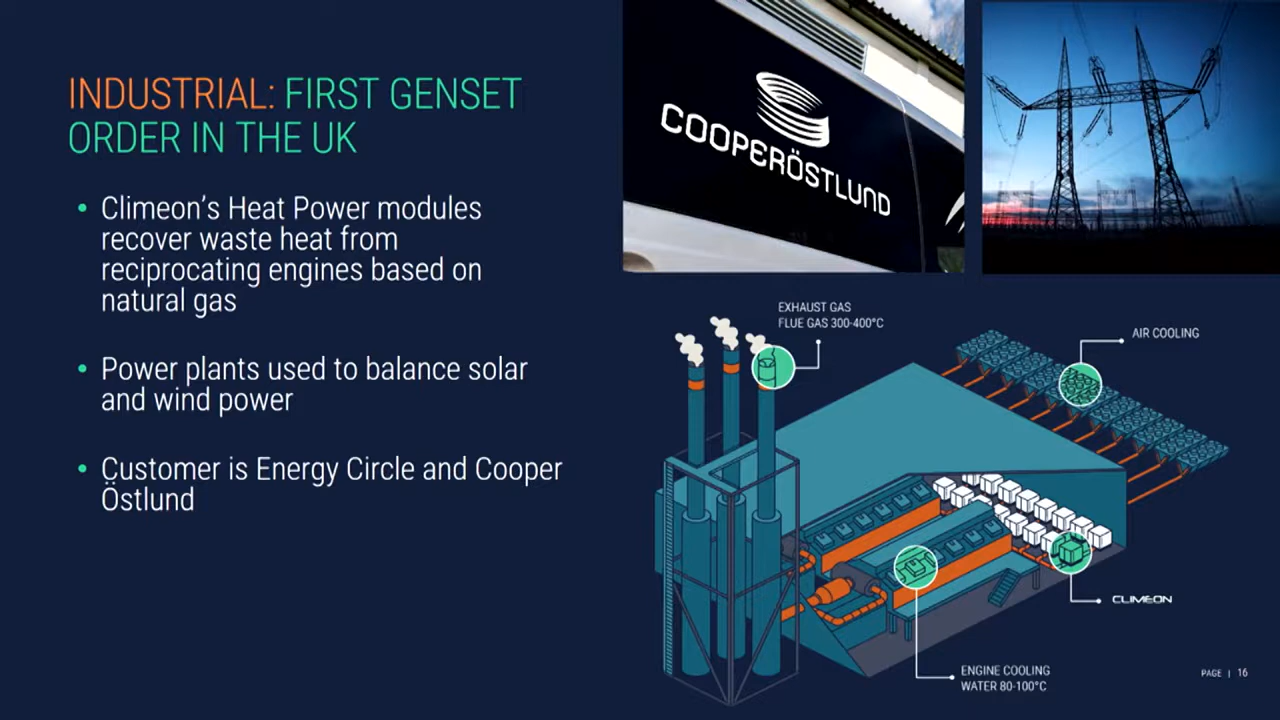 INDUSTRIAL: FIRST GENSET
ORDER IN THE UK
• Climeon’s Heat Power modules
recover waste heat from
reciprocating engines based on
natural gas
• Power plants used to balance solar
and wind power
• Customer is Energy Circle and Cooper
Östlund
COOPERÖSTLUND
EXHAUST GAS
FLUE GAS 300-400°C
AIR COOLING
CLIMEON
ENGINE COOLING
WATER 80-100°C
PAGE | 16